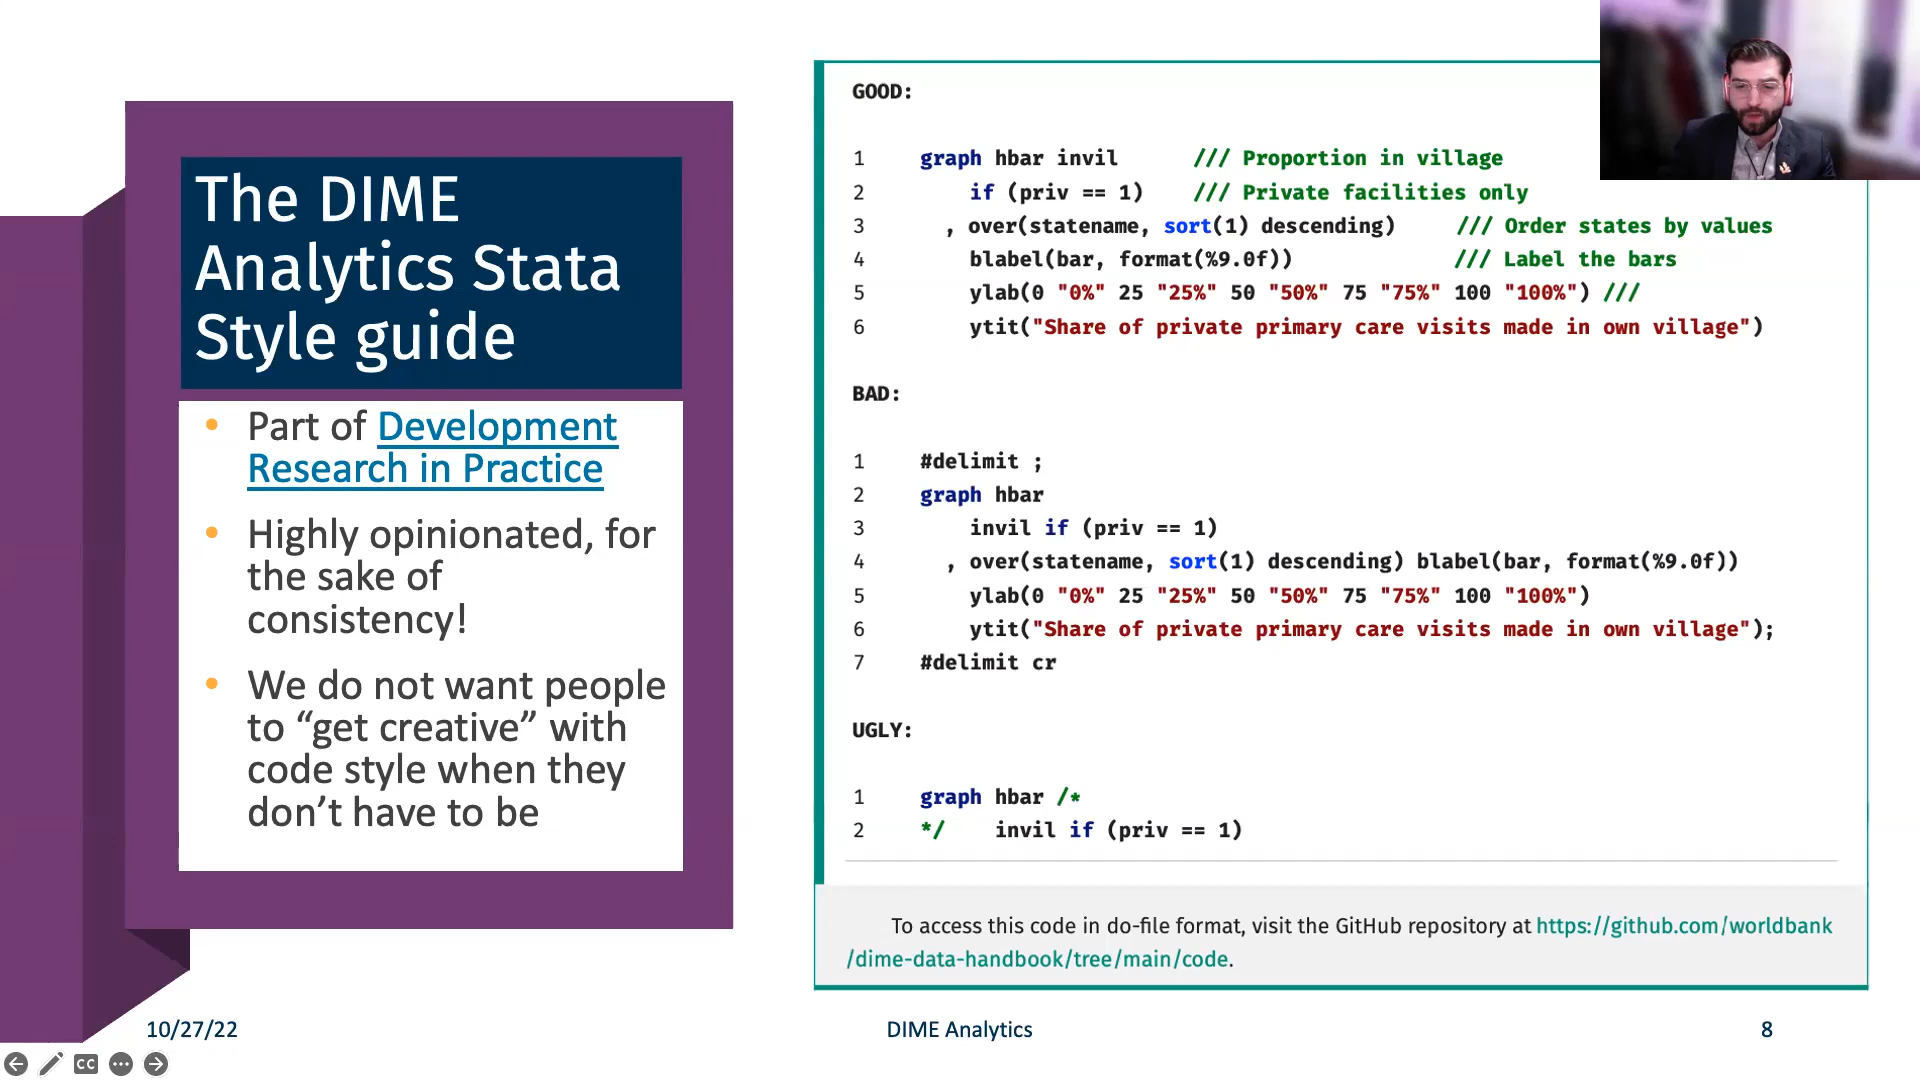 The DIME
Analytics Stata
Style guide
• Part of Development
Research in Practice
• Highly opinionated, for
the sake of
consistency!
• We do not want people
to “get creative” with
code style when they
don’t have to be
GOOD:
1 graph hbar invil /// Proportion in village
2 if (priv == 1) /// Private facilities only
3 , over(statename, sort(1) descending) /// Order states by values
4 blabel(bar, format(%9.0f)) /// Label the bars
5 ylab(0 "0%" 25 "25%" 50 "50%" 75 "75%" 100 "100%") ///
6 ytit("Share of private primary care visits made in own village")
BAD:
1 #delimit ;
2 graph hbar
3 invil if (priv == 1)
4 , over(statename, sort(1) descending) blabel(bar, format(%9.0f))
5 ylab(0 "0%" 25 "25%" 50 "50%" 75 "75%" 100 "100%")
6 ytit("Share of private primary care visits made in own village");
7 #delimit cr
UGLY:
1 graph hbar /*
2 */ invil if (priv == 1)
To access this code in do-file format, visit the GitHub repository at https://github.com/worldbank
/dime-data-handbook/tree/main/code.
10/27/22
DIME Analytics
8
CC